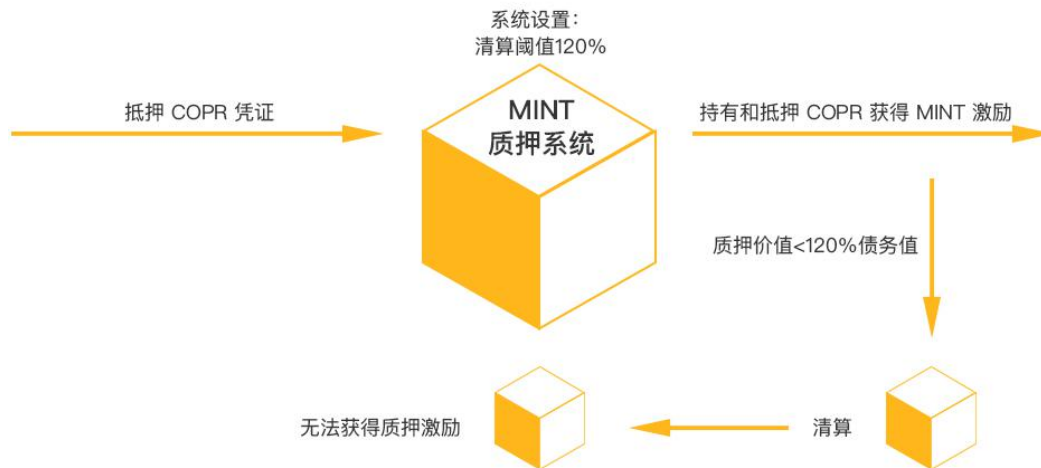 系统设置：
清算阈值120%
抵押 COPR 凭证
MINT
质押系统
持有和抵押 COPR 获得 MINT 激励
质押价值<120%债务值
无法获得质押激励
清算